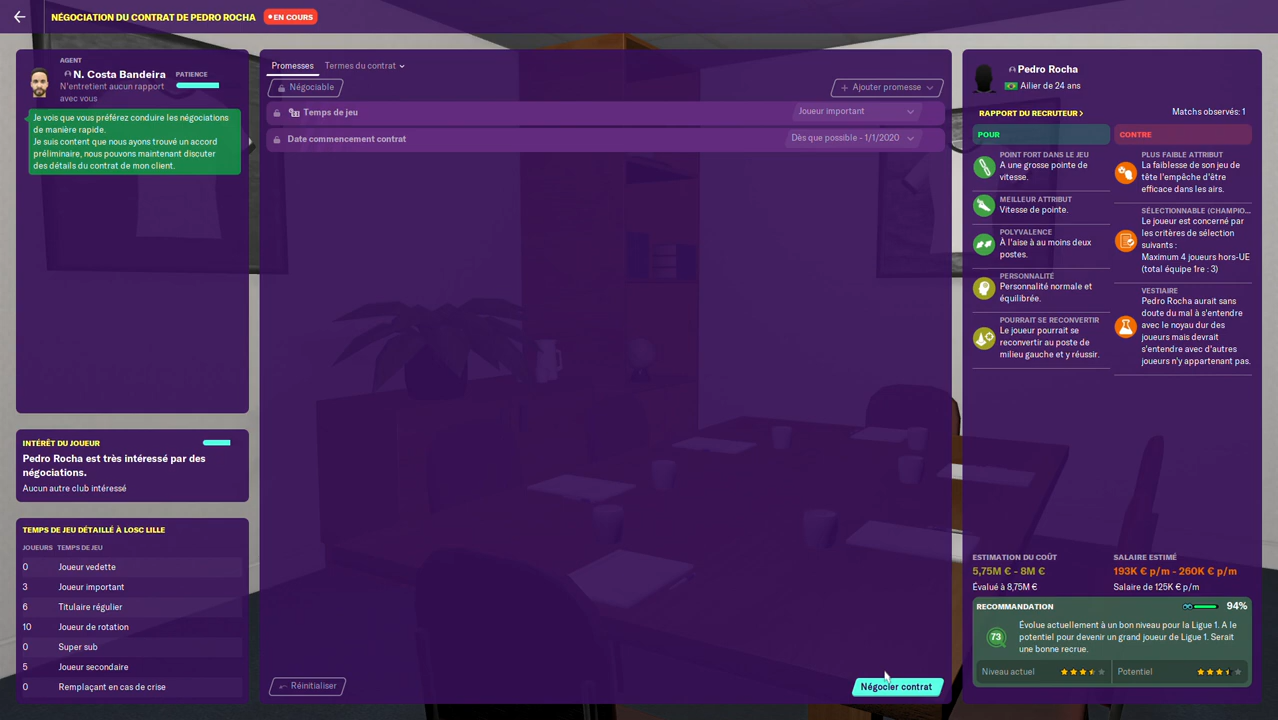 NÉGOCIATION DU CONTRAT DE PEDRO ROCHA
EN COURS
AGENT
N. Costa Bandeira
N'entretient aucun rapport
avec vous
PATIENCE
Je vois que vous préférez conduire les négociations
de manière rapide.
Je suis content que nous ayons trouvé un accord
préliminaire, nous pouvons maintenant discuter
des détails du contrat de mon client.
INTÉRÊT DU JOUEUR
Pedro Rocha est très intéressé par des
négociations.
Aucun autre club intéressé
TEMPS DE JEU DÉTAILLÉ À LOSC LILLE
JOUEURS TEMPS DE JEU
0 Joueur vedette
3 Joueur important
6 Titulaire régulier
10 Joueur de rotation
0 Super sub
5 Joueur secondaire
0 Remplaçant en cas de crise
Promesses Termes du contrat
Négociable
+ Ajouter promesse
Temps de jeu Joueur important
Date commencement contrat Dès que possible - 1/1/2020
Réinitialiser
Négocier contrat
Pedro Rocha
Ailier de 24 ans
RAPPORT DU RECRUTEUR >
Matchs observés: 1
POUR
POINT FORT DANS LE JEU
A une grosse pointe de
vitesse.
MEILLEUR ATTRIBUT
Vitesse de pointe.
POLYVALENCE
À l'aise à au moins deux
postes.
PERSONNALITÉ
Personnalité normale et
équilibrée.
POURRAIT SE RECONVERTIR
Le joueur pourrait se
reconvertir au poste de
milieu gauche et y réussir.
CONTRE
PLUS FAIBLE ATTRIBUT
La faiblesse de son jeu de
tête l'empêche d'être
efficace dans les airs.
SÉLECTIONNABLE (CHAMPIO...
Le joueur est concerné par
les critères de sélection
suivants :
Maximum 4 joueurs hors-UE
(total équipe 1re : 3)
VESTIAIRE
Pedro Rocha aurait sans
doute du mal à s'entendre
avec le noyau dur des
joueurs mais devrait
s'entendre avec d'autres
joueurs n'y appartenant pas.
ESTIMATION DU COÛT
5,75M € - 8M €
Évalué à 8,75M €
SALAIRE ESTIMÉ
193K € p/m - 260K € p/m
Salaire de 125K € p/m
RECOMMANDATION
94%
73
Évolue actuellement à un bon niveau pour la Ligue 1. A le
potentiel pour devenir un grand joueur de Ligue 1. Serait
une bonne recrue.
Niveau actuel
Potentiel